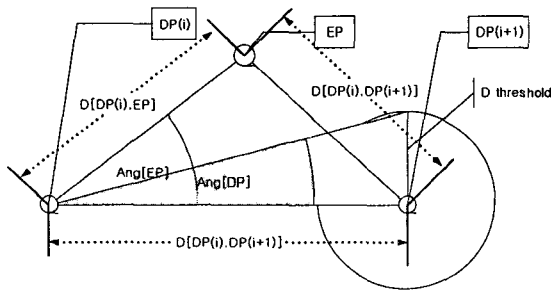 DP(i)
EP
DP(i+1)
D[DP(i).EP]
D[DP(i).DP(i+1)]
D threshold
Ang[EP]
Ang[DP]
D[DP(i).DP(i+1)]